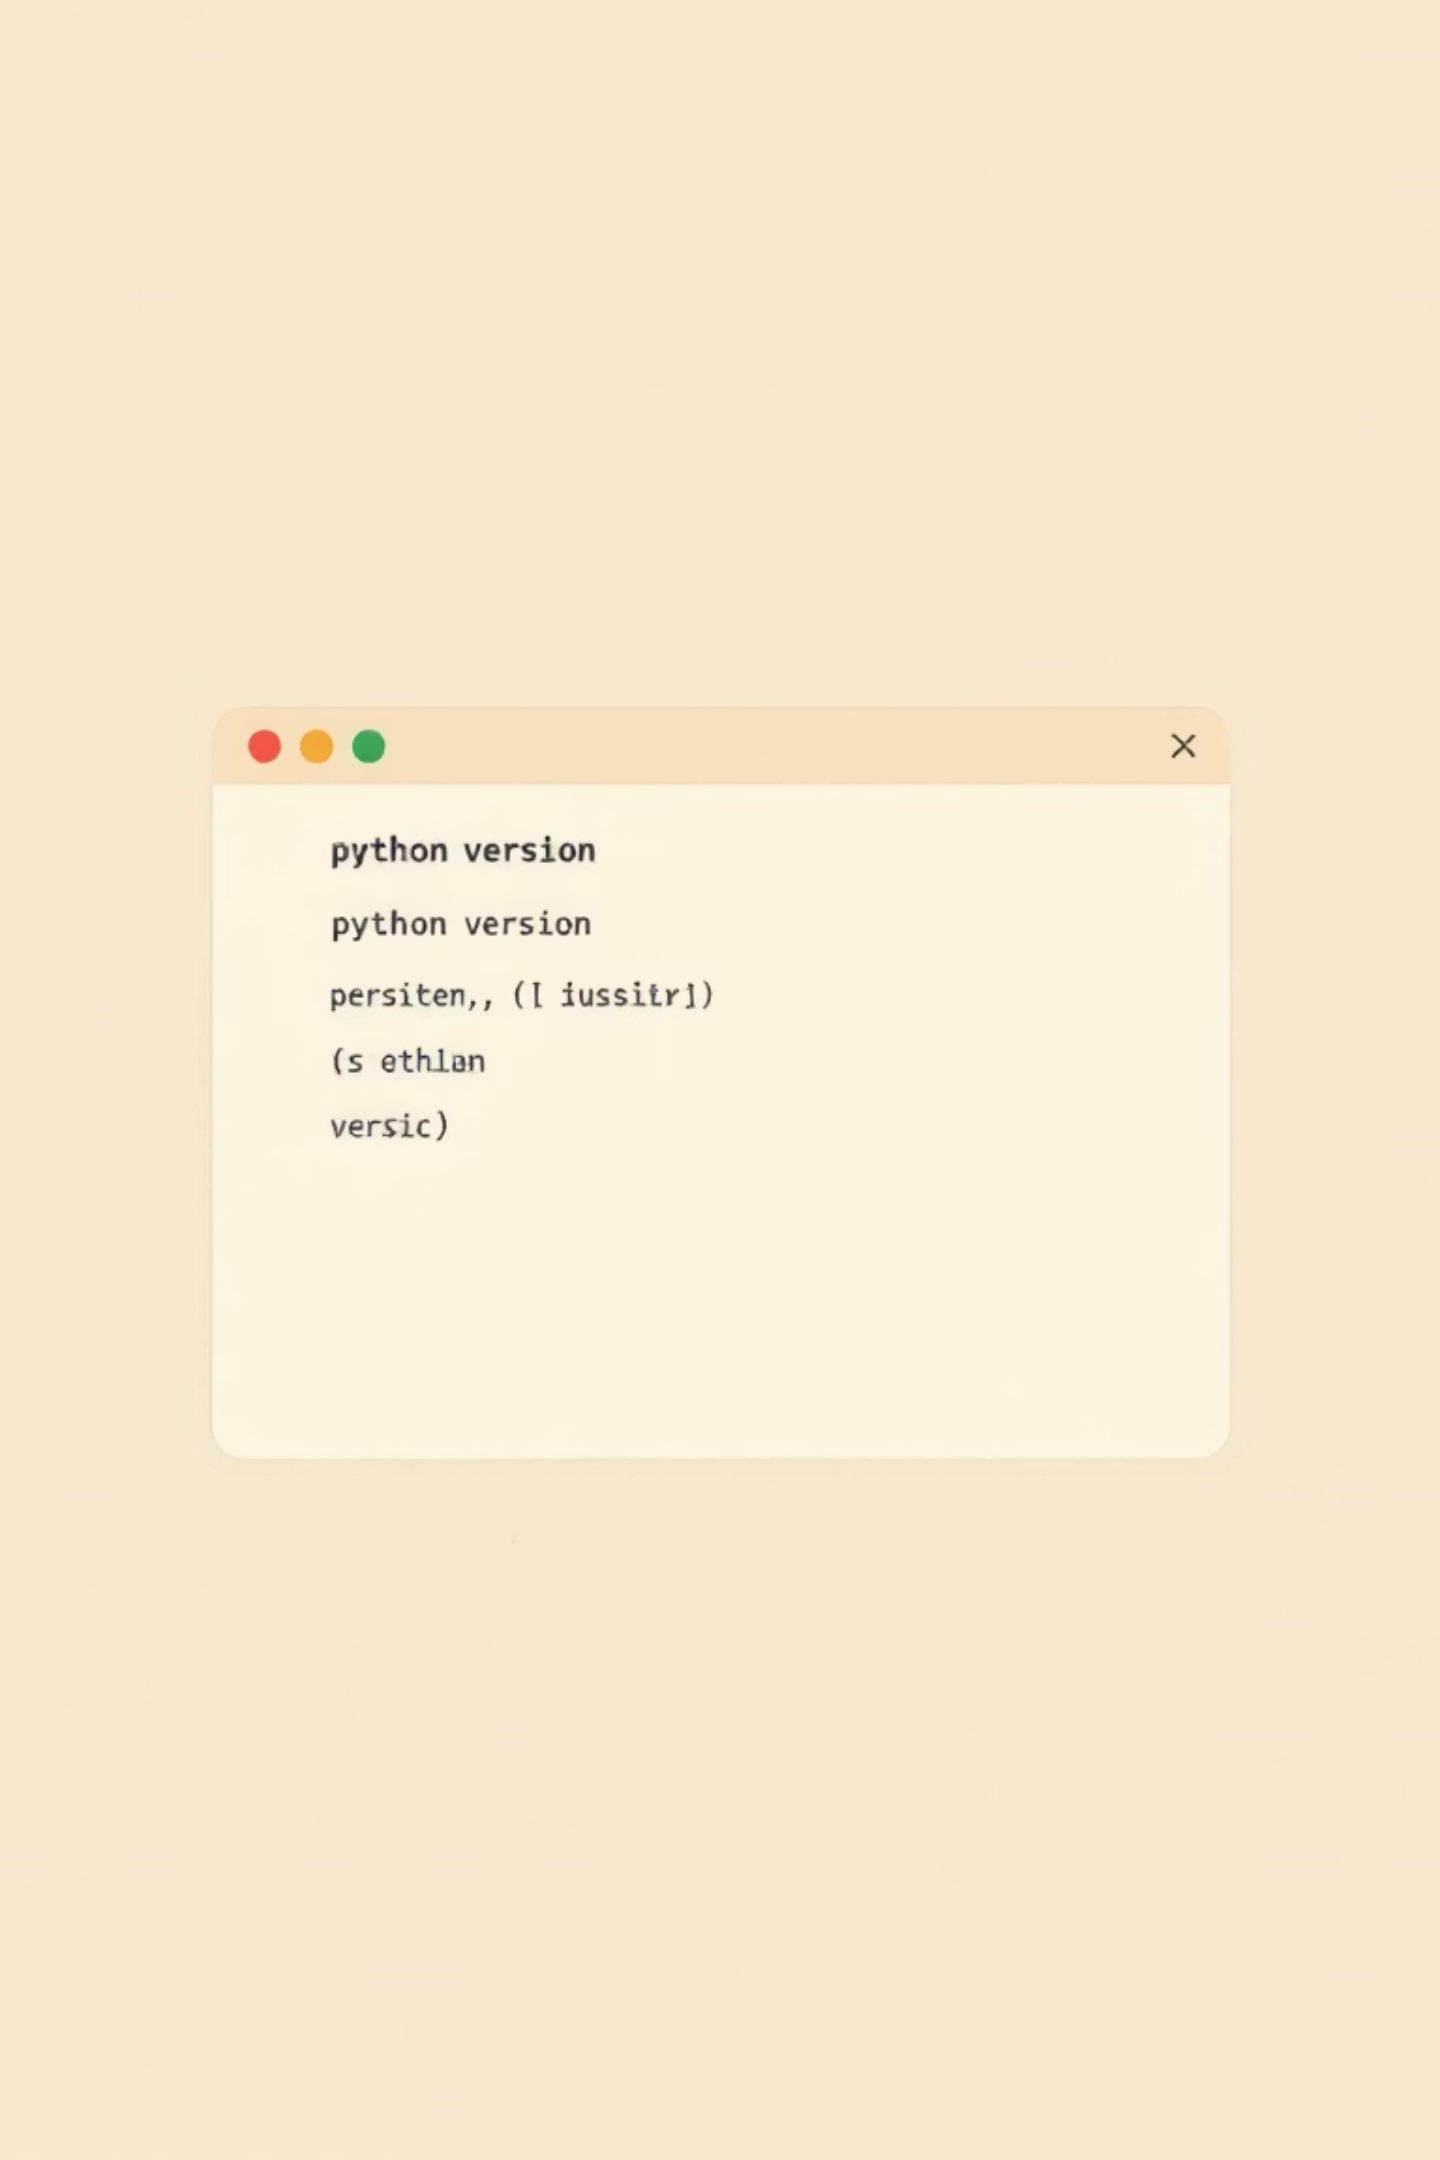 python version
python version
persiten,, ([ iussitr])
(s ethlan
versic)